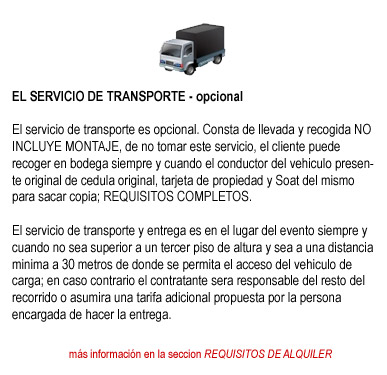 EL SERVICIO DE TRANSPORTE - opcional
El servicio de transporte es opcional. Consta de llevada y recogida NO
INCLUYE MONTAJE, de no tomar este servicio, el cliente puede
recoger en bodega siempre y cuando el conductor del vehiculo presen-
te original de cedula original, tarjeta de propiedad y Soat del mismo
para sacar copia; REQUISITOS COMPLETOS.
El servicio de transporte y entrega es en el lugar del evento siempre y
cuando no sea superior a un tercer piso de altura y sea a una distancia
minima a 30 metros de donde se permita el acceso del vehiculo de
carga; en caso contrario el contratante sera responsable del resto del
recorrido o asumira una tarifa adicional propuesta por la persona
encargada de hacer la entrega.
más información en la seccion REQUISITOS DE ALQUILER